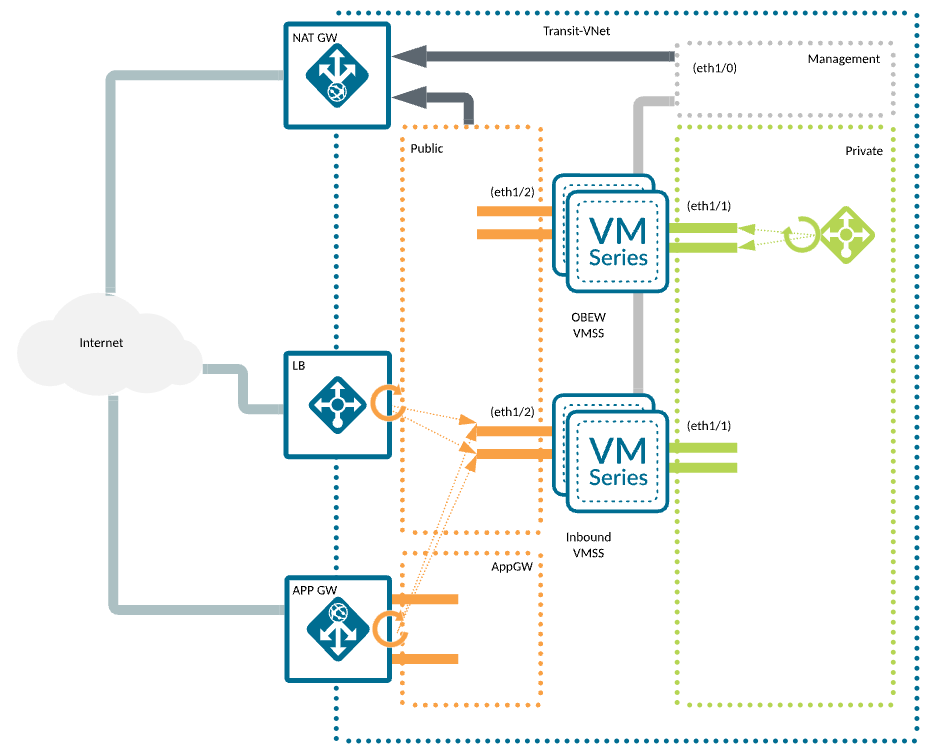 Transit-VNet
NAT GW
Management
(eth1/0)
Public
Private
(eth1/2)
(eth1/1)
VM
Series
OBEW
VMSS
Internet
LB
(eth1/2)
(eth1/1)
VM
Series
Inbound
VMSS
AppGW
APP GW